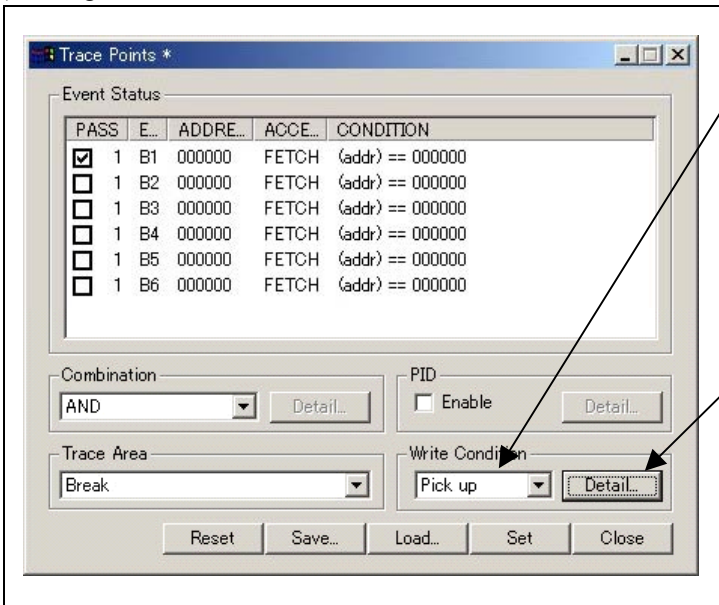 Trace Points *
Event Status
PASS E... ADDRE... ACCE... CONDITION
1 B1 000000 FETCH (addr) == 000000
1 B2 000000 FETCH (addr) == 000000
1 B3 000000 FETCH (addr) == 000000
1 B4 000000 FETCH (addr) == 000000
1 B5 000000 FETCH (addr) == 000000
1 B6 000000 FETCH (addr) == 000000
Combination
AND Detail...
PID
Enable Detail...
Trace Area
Break
Write Condition
Pick up Detail...
Reset Save... Load... Set Close